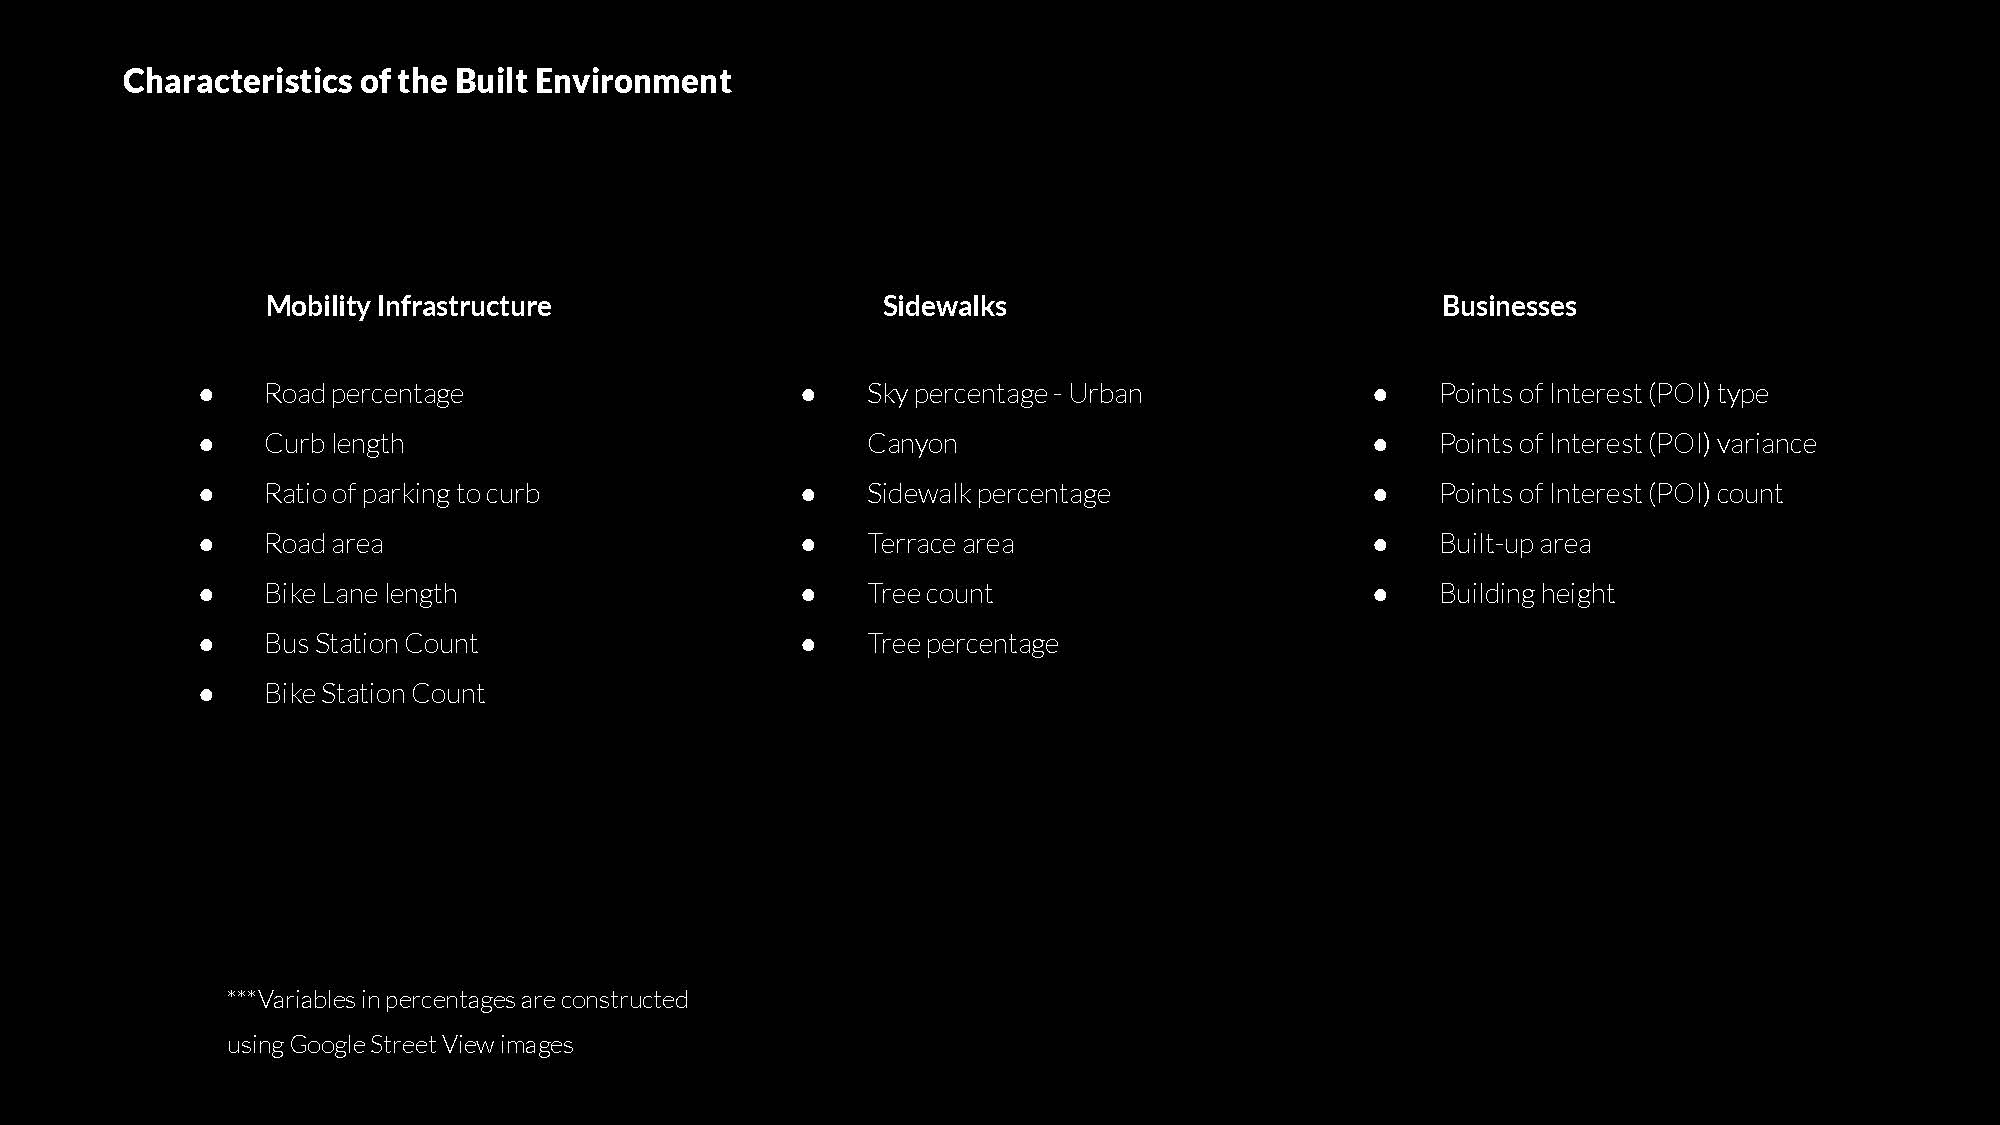 Characteristics of the Built Environment
Mobility Infrastructure
● Road percentage
● Curb length
● Ratio of parking to curb
● Road area
● Bike Lane length
● Bus Station Count
● Bike Station Count
Sidewalks
● Sky percentage - Urban
Canyon
● Sidewalk percentage
● Terrace area
● Tree count
● Tree percentage
Businesses
● Points of Interest (POI) type
● Points of Interest (POI) variance
● Points of Interest (POI) count
● Built-up area
● Building height
***Variables in percentages are constructed
using Google Street View images